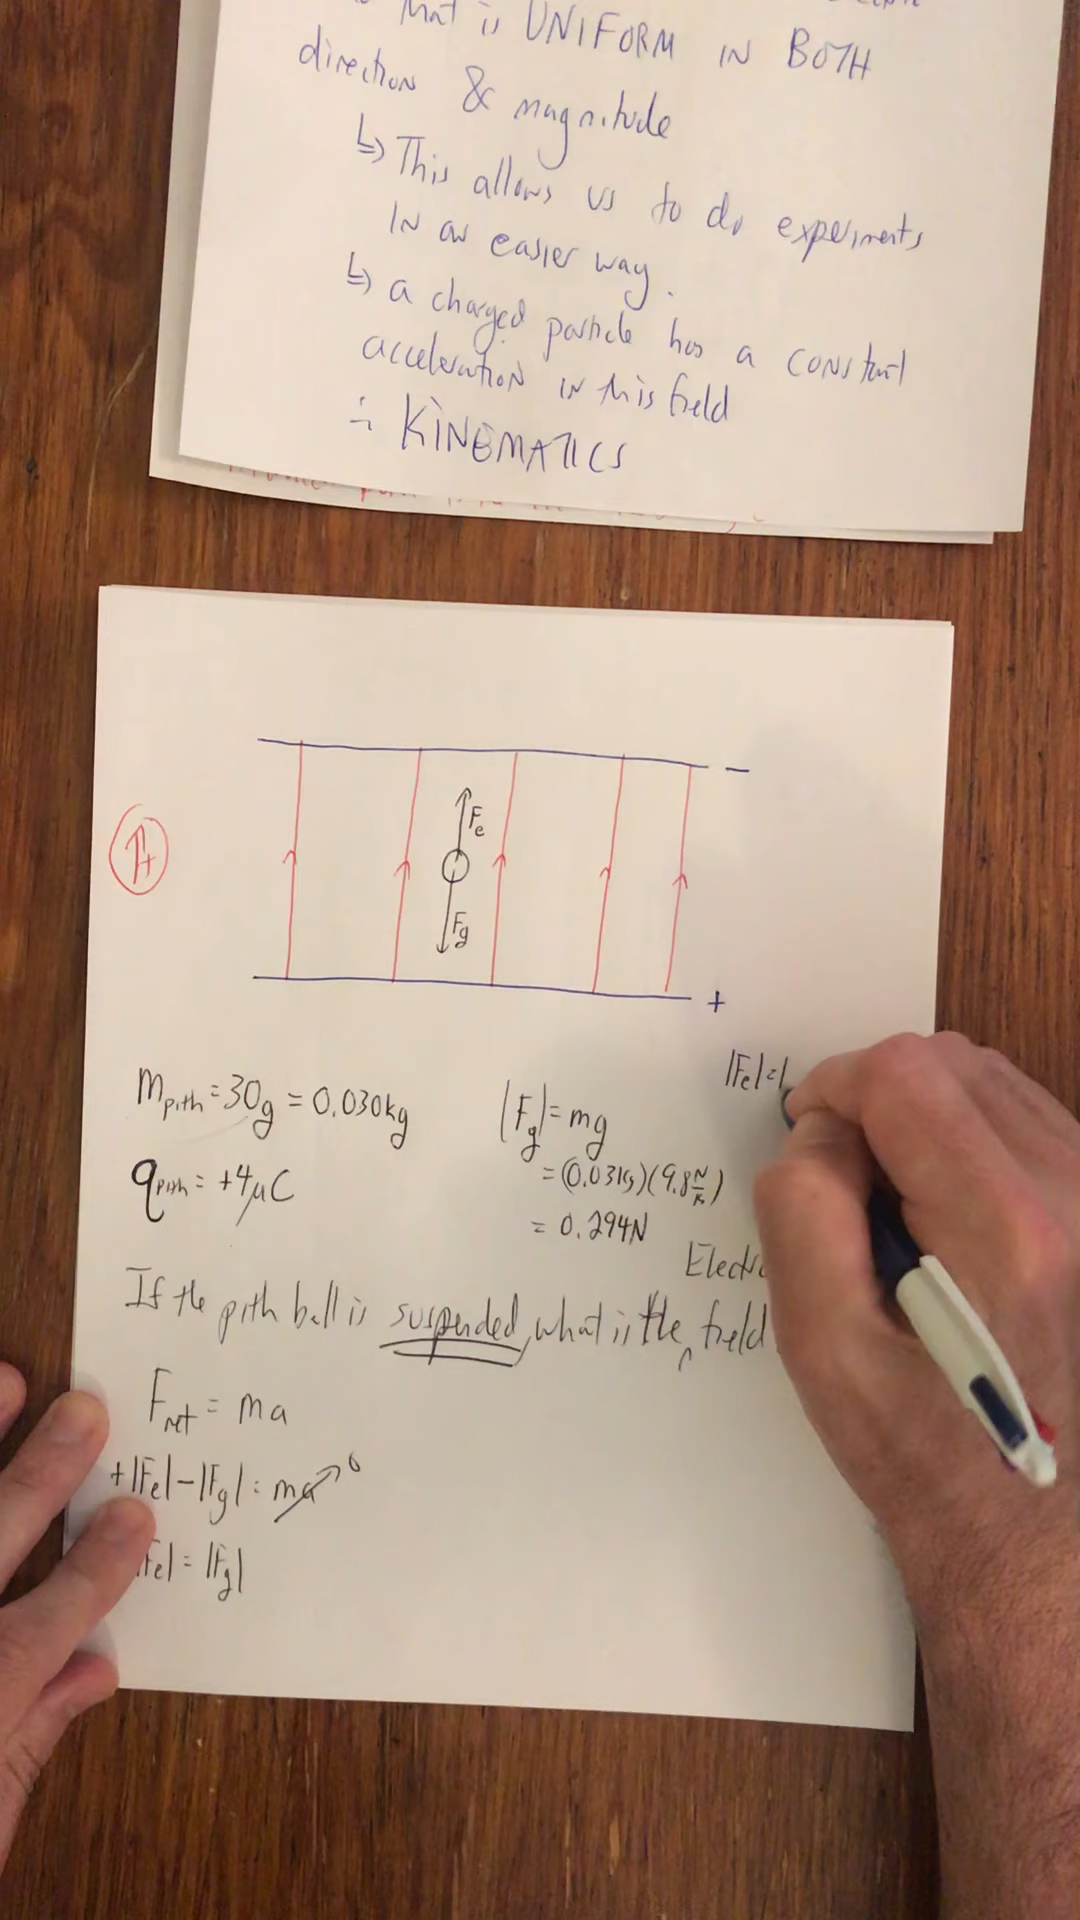 that is UNIFORM IN BOTH
direction & magnitude
↳ This allows us to do experiments
IN an easier way.
↳ a charged particle has a constant
acceleration IN this field
∴ KINEMATICS
−
Fe
+
Fg
+
|Fe|=|
m pith = 30g = 0.030kg
|Fg| = mg
= (0.03kg)(9.8 N/k)
q pith = +4μC
= 0.294N
Electric
If the pith ball is suspended, what is the field
Fnet = ma
+|Fe| - |Fg| = ma 0
Fe| = |Fg|